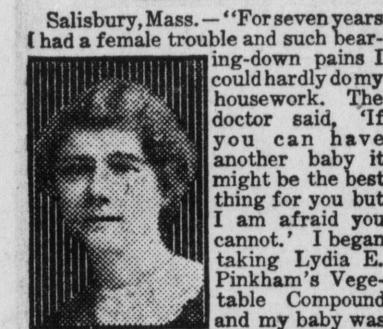 Salisbury, Mass. — "For seven years
I had a female trouble and such bear-
ing-down pains I
could hardly do my
housework. The
doctor said, 'If
you can have
another baby it
might be the best
thing for you but
I am afraid you
cannot.' I began
taking Lydia E.
Pinkham's Vege-
table Compound
and my baby was